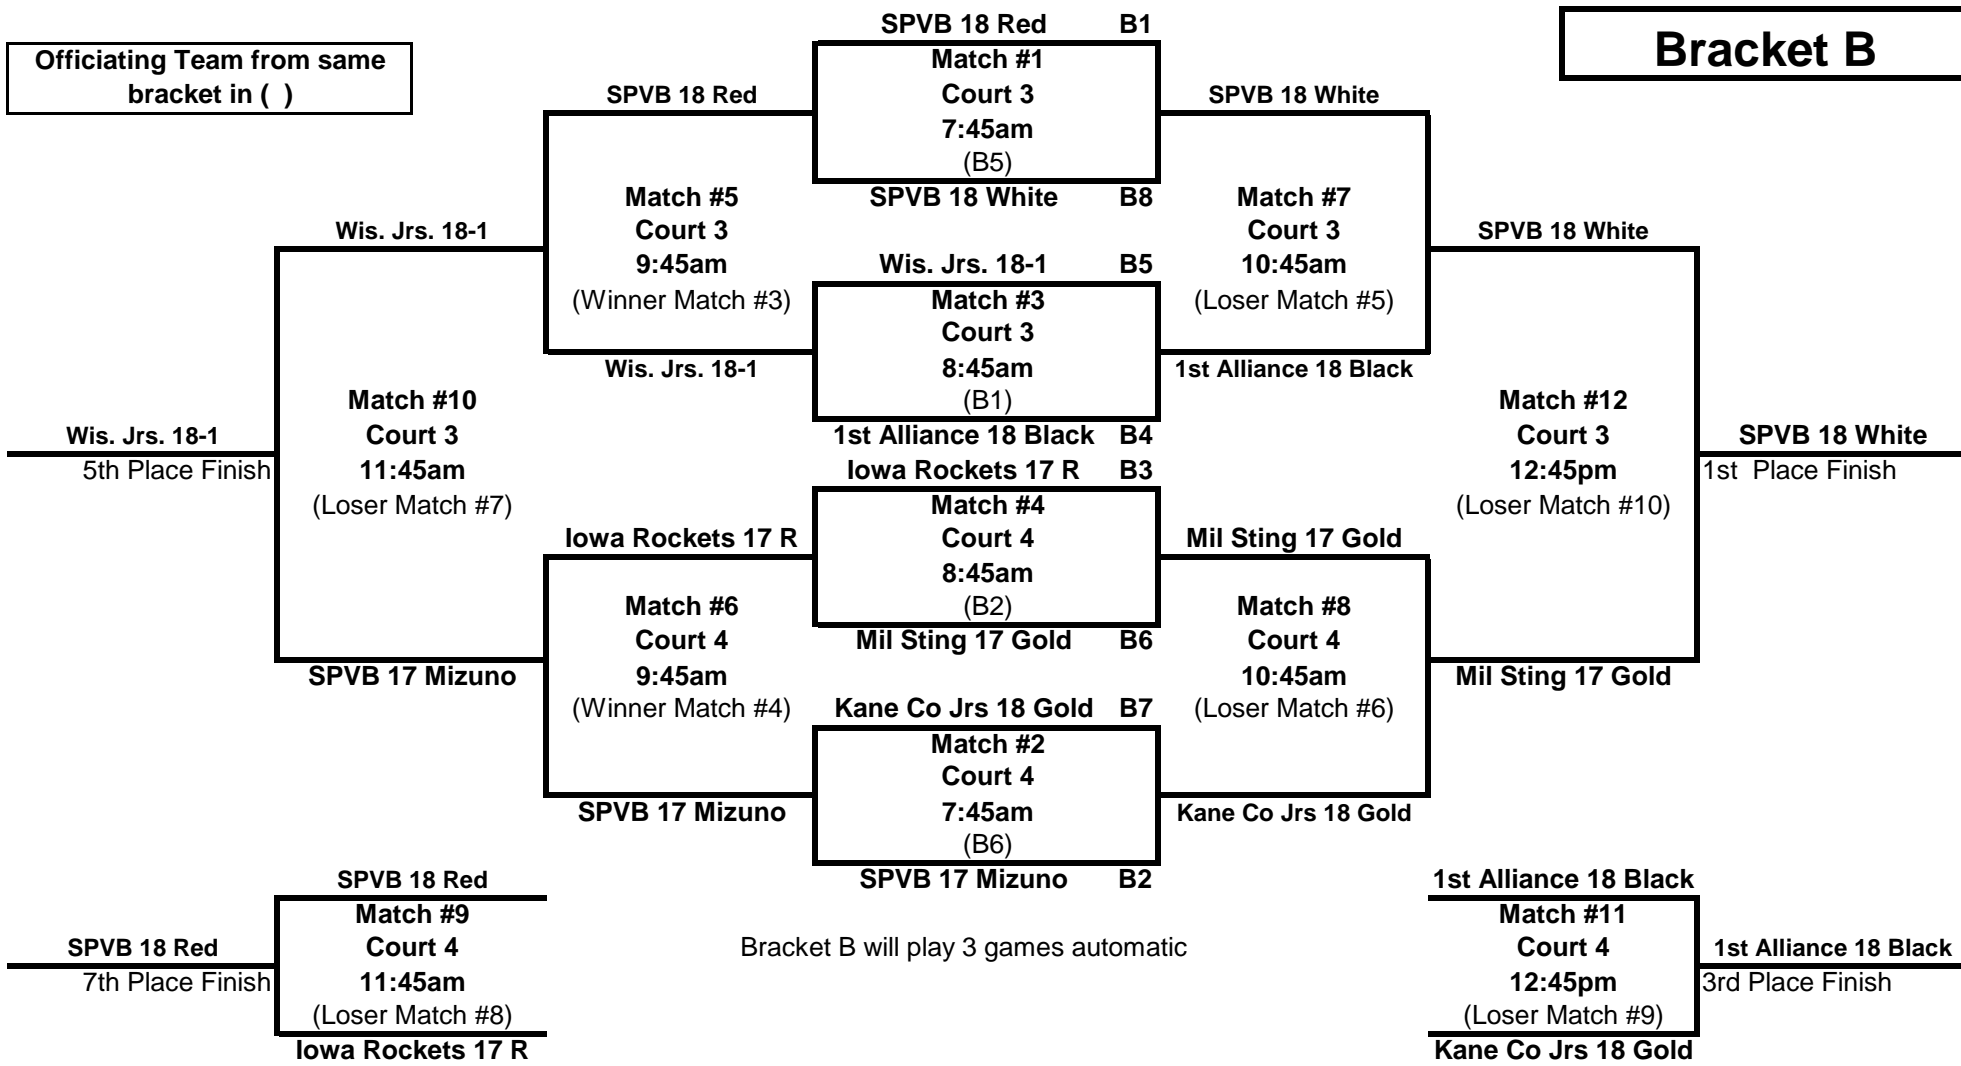 SPVB 18 Red B1
Bracket B
Officiating Team from same
bracket in ( )
Match #1
Court 3
7:45am
(B5)
SPVB 18 White B8
SPVB 18 Red
SPVB 18 White
Match #5
Court 3
9:45am
(Winner Match #3)
Match #7
Court 3
10:45am
(Loser Match #5)
Wis. Jrs. 18-1
SPVB 18 White
Wis. Jrs. 18-1 B5
Match #3
Court 3
8:45am
(B1)
1st Alliance 18 Black B4
Wis. Jrs. 18-1
1st Alliance 18 Black
Match #10
Court 3
11:45am
(Loser Match #7)
Match #12
Court 3
12:45pm
(Loser Match #10)
Wis. Jrs. 18-1
5th Place Finish
SPVB 18 White
1st  Place Finish
Iowa Rockets 17 R B3
Match #4
Court 4
8:45am
(B2)
Mil Sting 17 Gold B6
Iowa Rockets 17 R
Mil Sting 17 Gold
Match #6
Court 4
9:45am
(Winner Match #4)
Match #8
Court 4
10:45am
(Loser Match #6)
SPVB 17 Mizuno
Mil Sting 17 Gold
Kane Co Jrs 18 Gold B7
Match #2
Court 4
7:45am
(B6)
SPVB 17 Mizuno B2
SPVB 17 Mizuno
Kane Co Jrs 18 Gold
SPVB 18 Red
Match #9
Court 4
11:45am
(Loser Match #8)
Iowa Rockets 17 R
SPVB 18 Red
7th Place Finish
Bracket B will play 3 games automatic
1st Alliance 18 Black
Match #11
Court 4
12:45pm
(Loser Match #9)
Kane Co Jrs 18 Gold
1st Alliance 18 Black
3rd Place Finish